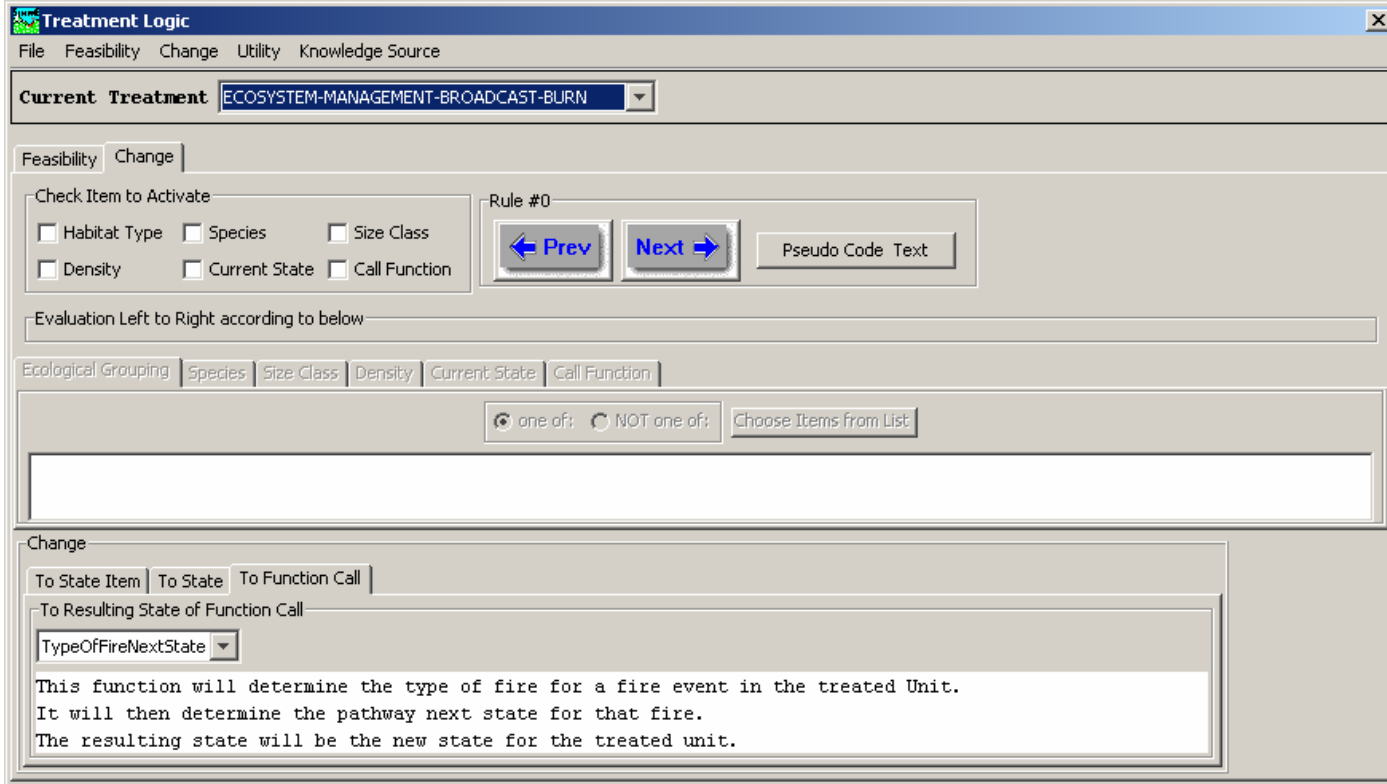 Treatment Logic
File Feasibility Change Utility Knowledge Source
Current Treatment ECOSYSTEM-MANAGEMENT-BROADCAST-BURN
Feasibility Change
Check Item to Activate
Habitat Type Species Size Class
Density Current State Call Function
Rule #0
Prev Next Pseudo Code Text
Evaluation Left to Right according to below
Ecological Grouping Species Size Class Density Current State Call Function
one of: NOT one of: Choose Items from List
Change
To State Item To State To Function Call
To Resulting State of Function Call
TypeOfFireNextState
This function will determine the type of fire for a fire event in the treated Unit.
It will then determine the pathway next state for that fire.
The resulting state will be the new state for the treated unit.